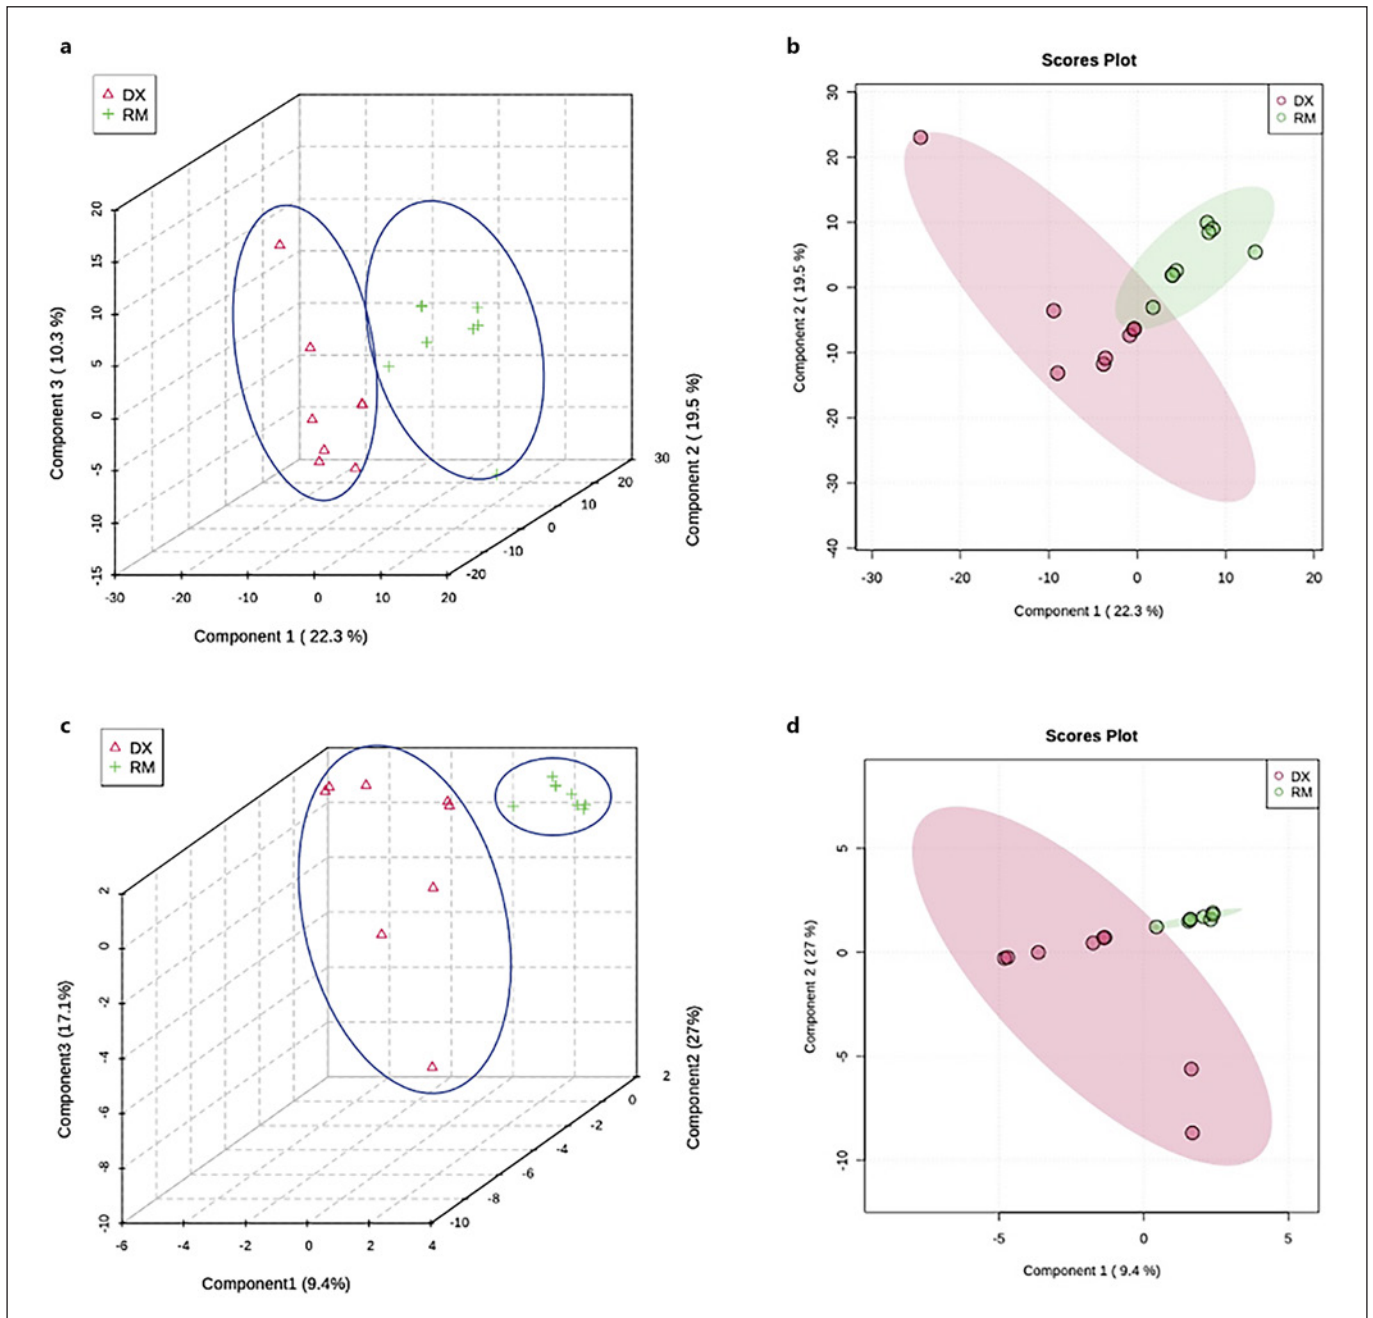 a
DX
RM
20
15
10
5
0
-5
-10
-15
Component 3 ( 10.3 %)
-30
-20
-10
0
10
20
Component 1 ( 22.3 %)
-20
-10
0
10
20
30
Component 2 ( 19.5 %)
b
Scores Plot
DX
RM
30
20
10
0
-10
-20
-30
-40
Component 2 ( 19.5 %)
-30
-20
-10
0
10
20
Component 1 ( 22.3 %)
c
DX
RM
2
0
-2
-4
-6
-8
-10
Component3 (17.1%)
-6
-4
-2
0
2
4
Component1 (9.4%)
-10
-8
-6
-4
-2
0
2
Component2 (27%)
d
Scores Plot
DX
RM
5
0
-5
-10
Component 2 ( 27 %)
-5
0
5
Component 1 ( 9.4 %)